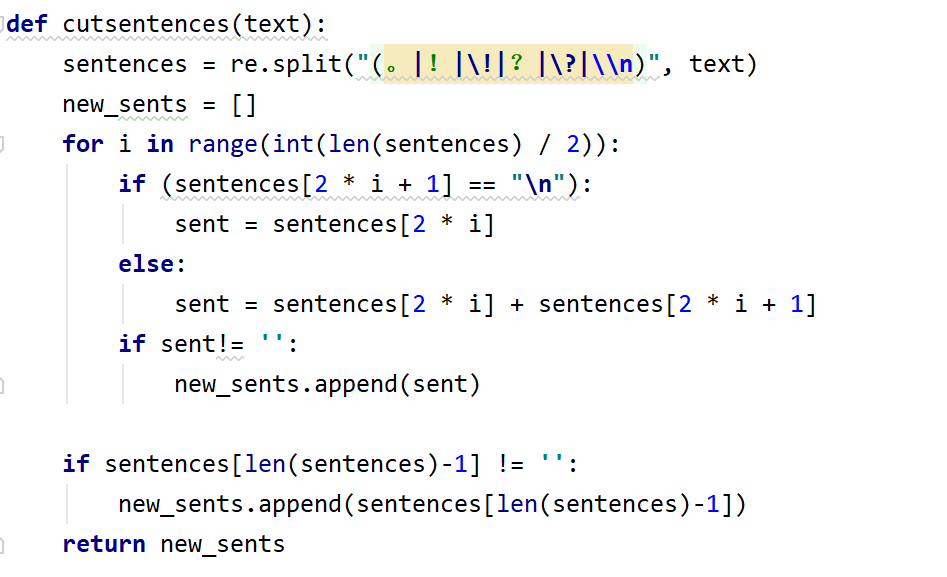 def cutsentences(text):
    sentences = re.split("(。|！|\!|？|\?|\\n)", text)
    new_sents = []
    for i in range(int(len(sentences) / 2)):
        if (sentences[2 * i + 1] == "\n"):
            sent = sentences[2 * i]
        else:
            sent = sentences[2 * i] + sentences[2 * i + 1]
        if sent!= '':
            new_sents.append(sent)
    if sentences[len(sentences)-1] != '':
        new_sents.append(sentences[len(sentences)-1])
    return new_sents